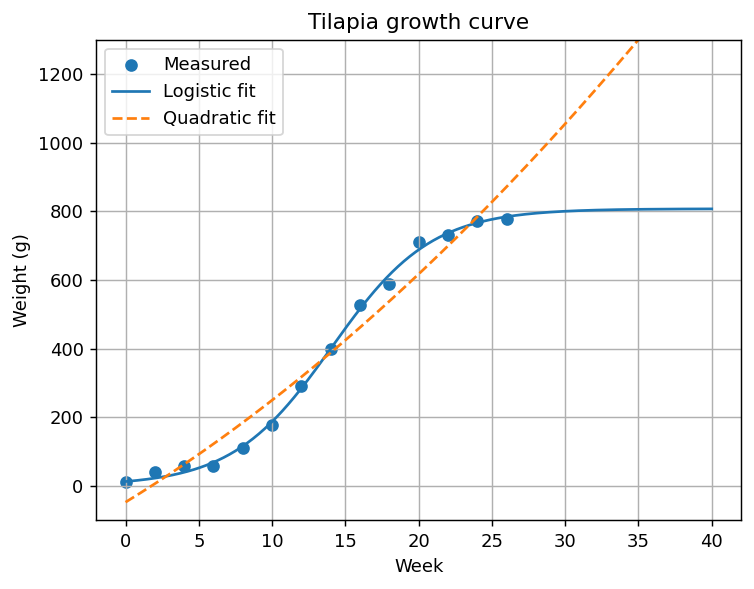 Tilapia growth curve
Measured
Logistic fit
Quadratic fit
1200
1000
800
600
400
200
0
Weight (g)
0 5 10 15 20 25 30 35 40
Week